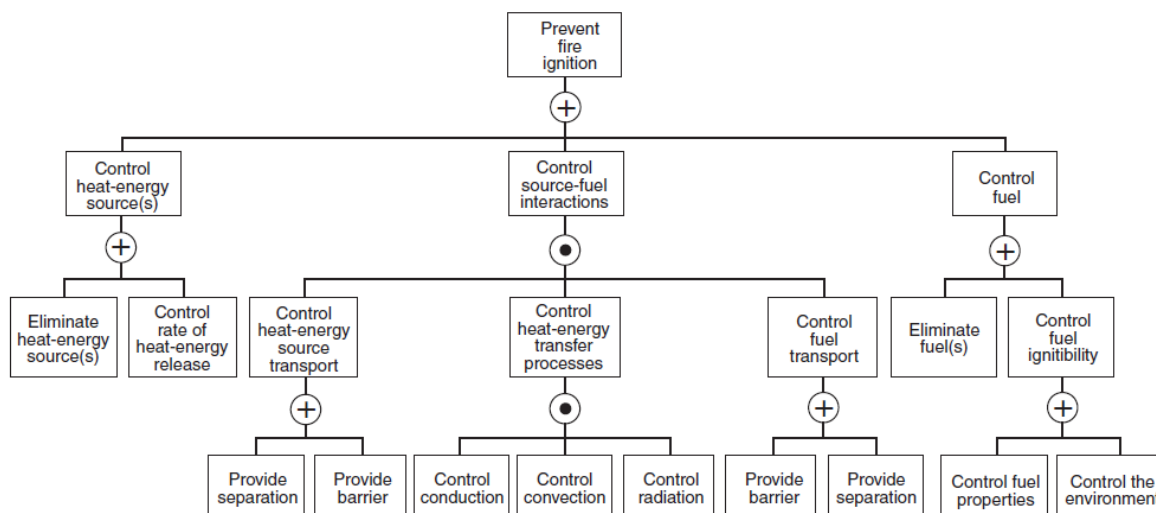 Prevent
fire
ignition
+
Control
heat-energy
source(s)
Control
source-fuel
interactions
Control
fuel
+
+
Eliminate
heat-energy
source(s)
Control
rate of
heat-energy
release
Control
heat-energy
source
transport
Control
heat-energy
transfer
processes
Control
fuel
transport
Eliminate
fuel(s)
Control
fuel
ignitibility
+
+
+
Provide
separation
Provide
barrier
Control
conduction
Control
convection
Control
radiation
Provide
barrier
Provide
separation
Control fuel
properties
Control the
environment